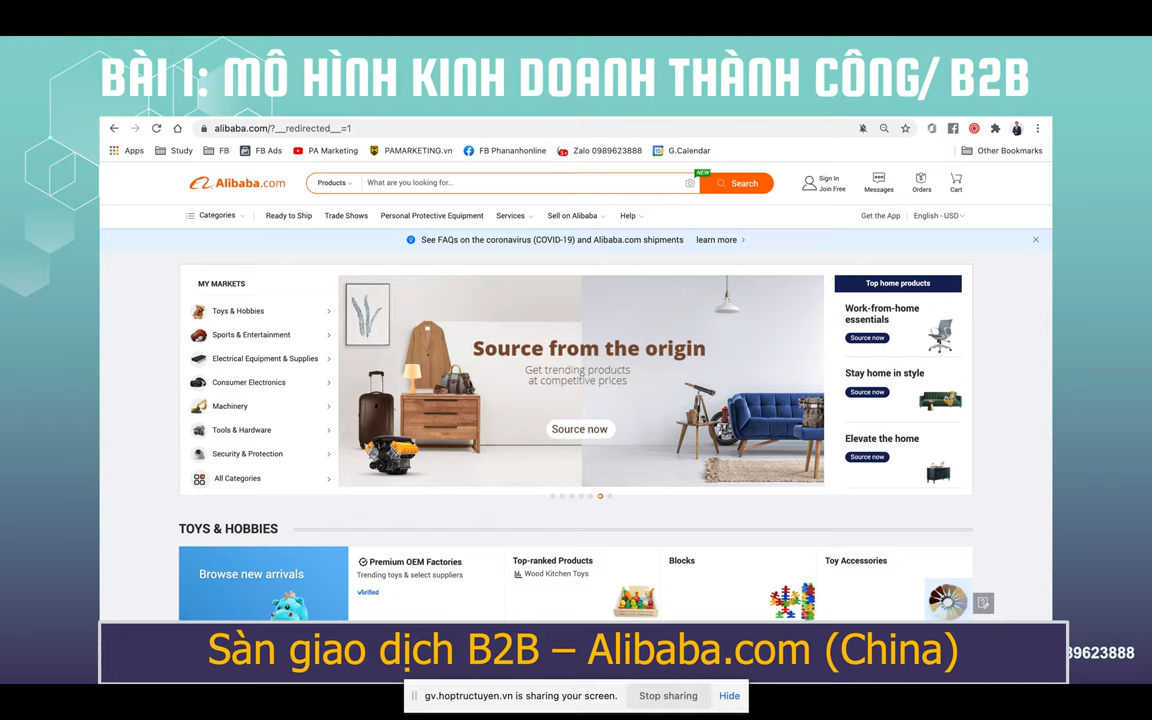 BÀI 1: MÔ HÌNH KINH DOANH THÀNH CÔNG/ B2B
alibaba.com/?__redirected__=1
Apps Study FB FB Ads PA Marketing PAMARKETING.vn FB Phananhonline Zalo 0989623888 G.Calendar Other Bookmarks
Alibaba.com Products What are you looking for... NEW Search Sign In Join Free Messages Orders Cart
Categories Ready to Ship Trade Shows Personal Protective Equipment Services Sell on Alibaba Help Get the App English - USD
See FAQs on the coronavirus (COVID-19) and Alibaba.com shipments learn more
MY MARKETS
Toys & Hobbies
Sports & Entertainment
Electrical Equipment & Supplies
Consumer Electronics
Machinery
Tools & Hardware
Security & Protection
All Categories
Source from the origin
Get trending products
at competitive prices
Source now
Top home products
Work-from-home
essentials
Source now
Stay home in style
Source now
Elevate the home
Source now
TOYS & HOBBIES
Browse new arrivals
Premium OEM Factories
Trending toys & select suppliers
Verified
Top-ranked Products
Wood Kitchen Toys
Blocks
Toy Accessories
Sàn giao dịch B2B – Alibaba.com (China)
39623888
gv.hoptructuyen.vn is sharing your screen. Stop sharing Hide